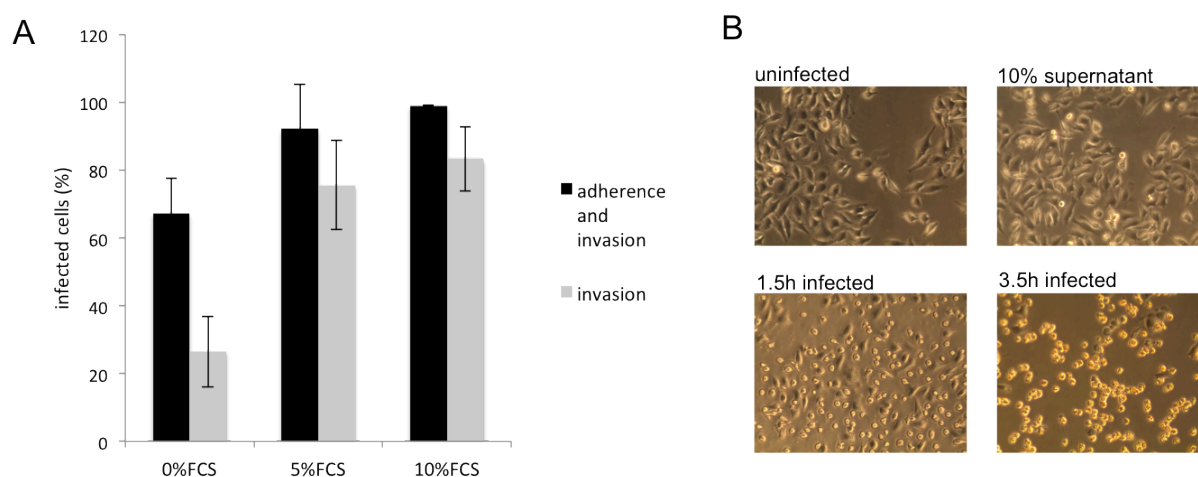 A
120
100
80
60
40
20
0
infected cells (%)
0%FCS
5%FCS
10%FCS
adherence
and
invasion
invasion
B
uninfected
10% supernatant
1.5h infected
3.5h infected